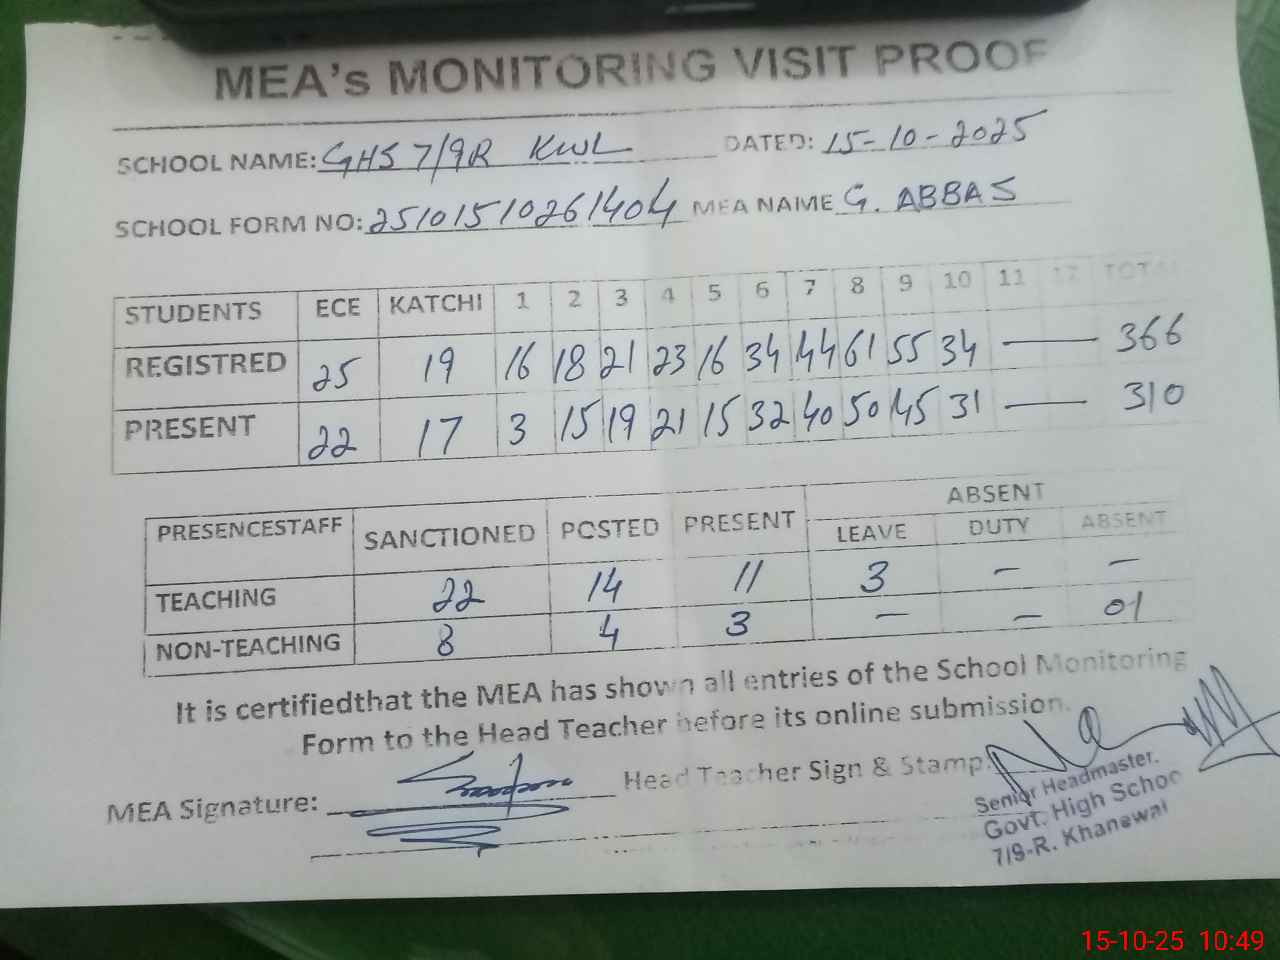 MEA's MONITORING VISIT PROOF
SCHOOL NAME: GHS 7/9R KWL DATED: 15-10-2025
SCHOOL FORM NO: 25101510261404 MEA NAME G. ABBAS
STUDENTS ECE KATCHI 1 2 3 4 5 6 7 8 9 10 11 12 TOTAL
REGISTRED 25 19 16 18 21 23 16 34 44 61 55 34 — 366
PRESENT 22 17 3 15 19 21 15 32 40 50 45 31 — 310
ABSENT
PRESENCESTAFF SANCTIONED POSTED PRESENT LEAVE DUTY ABSENT
TEACHING 22 14 11 3 – –
NON-TEACHING 8 4 3 – – 01
It is certifiedthat the MEA has shown all entries of the School Monitoring
Form to the Head Teacher before its online submission.
MEA Signature: Head Teacher Sign & Stamp:
Senior Headmaster.
Govt. High School
7/9-R. Khanewal
15-10-25 10:49